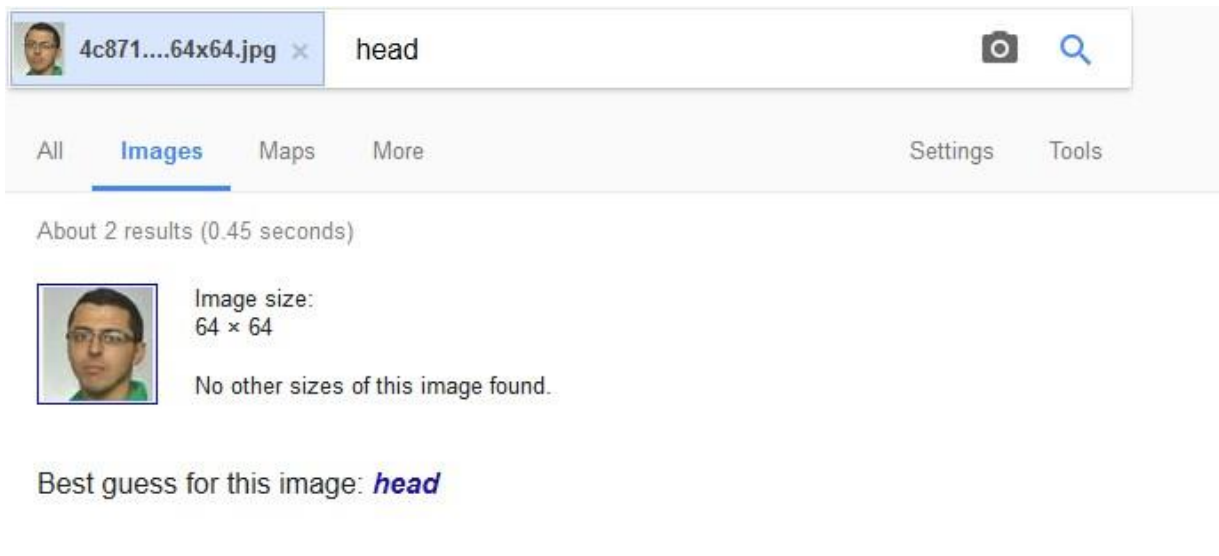 4c871....64x64.jpg × head
All Images Maps More Settings Tools
About 2 results (0.45 seconds)
Image size:
64 × 64
No other sizes of this image found.
Best guess for this image: head